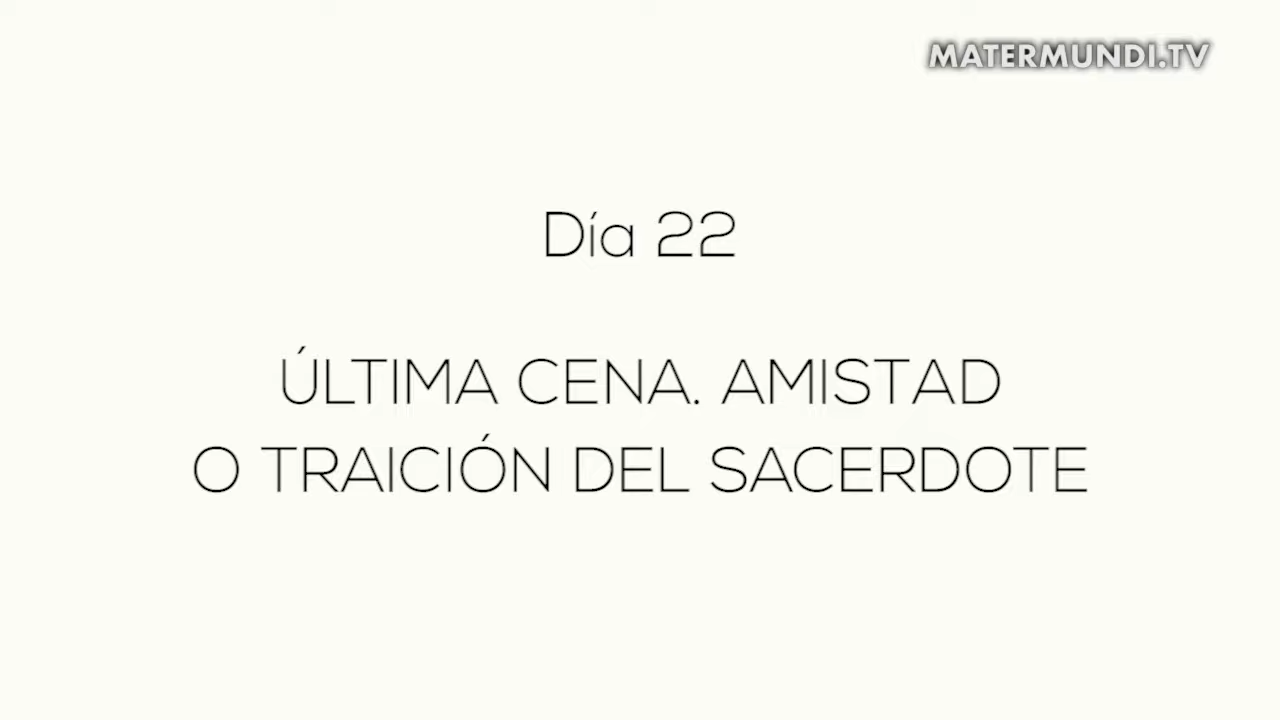 MATERMUNDI.TV
Día 22
ÚLTIMA CENA. AMISTAD
O TRAICIÓN DEL SACERDOTE